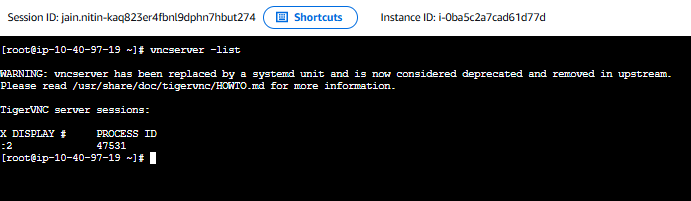 Session ID: jain.nitin-kaq823er4fbnl9dphn7hbut274 Shortcuts Instance ID: i-0ba5c2a7cad61d77d
[root@ip-10-40-97-19 ~]# vncserver -list
WARNING: vncserver has been replaced by a systemd unit and is now considered deprecated and removed in upstream.
Please read /usr/share/doc/tigervnc/HOWTO.md for more information.
TigerVNC server sessions:
X DISPLAY # PROCESS ID
:2 47531
[root@ip-10-40-97-19 ~]#